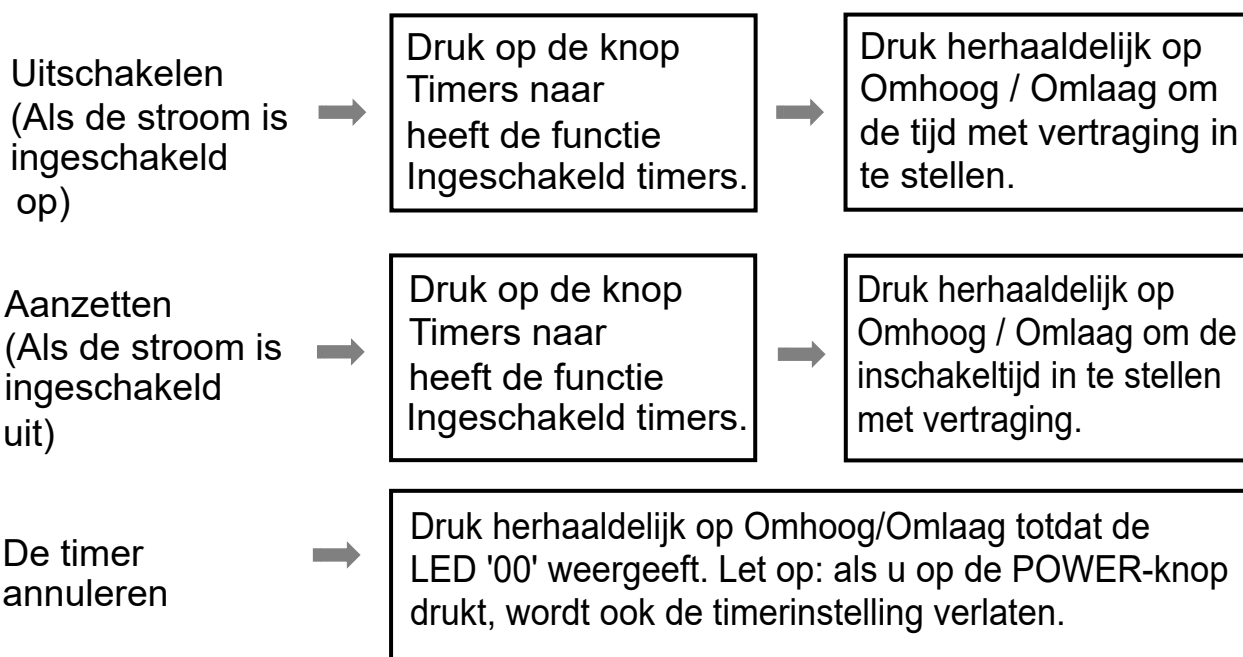 Uitschakelen
(Als de stroom is
ingeschakeld
op)
Druk op de knop
Timers naar
heeft de functie
Ingeschakeld timers.
Druk herhaaldelijk op
Omhoog / Omlaag om
de tijd met vertraging in
te stellen.
Aanzetten
(Als de stroom is
ingeschakeld
uit)
Druk op de knop
Timers naar
heeft de functie
Ingeschakeld timers.
Druk herhaaldelijk op
Omhoog / Omlaag om de
inschakeltijd in te stellen
met vertraging.
De timer
annuleren
Druk herhaaldelijk op Omhoog/Omlaag totdat de
LED '00' weergeeft. Let op: als u op de POWER-knop
drukt, wordt ook de timerinstelling verlaten.